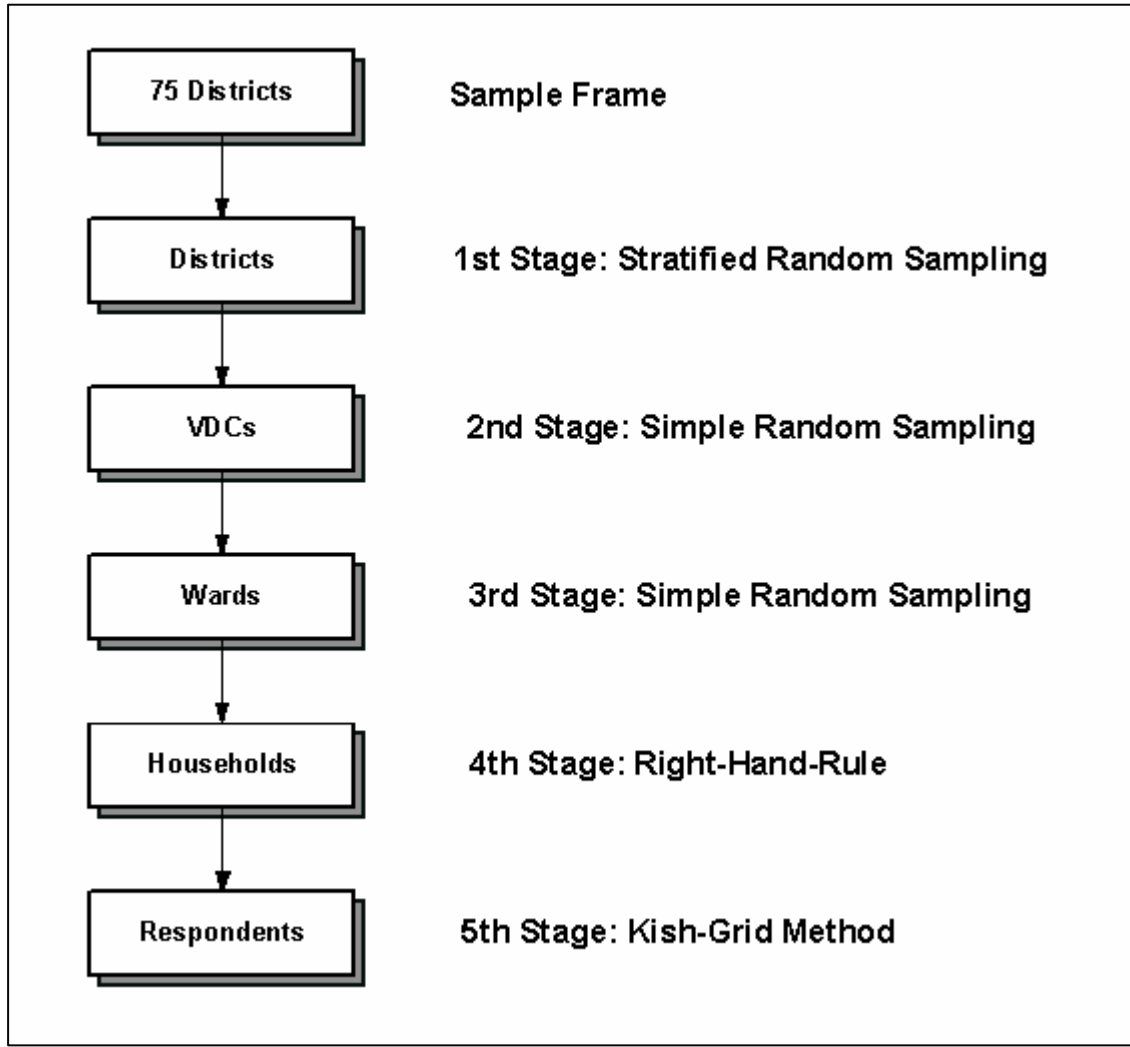 75 Districts
Sample Frame
Districts
1st Stage: Stratified Random Sampling
VDCs
2nd Stage: Simple Random Sampling
Wards
3rd Stage: Simple Random Sampling
Households
4th Stage: Right-Hand-Rule
Respondents
5th Stage: Kish-Grid Method